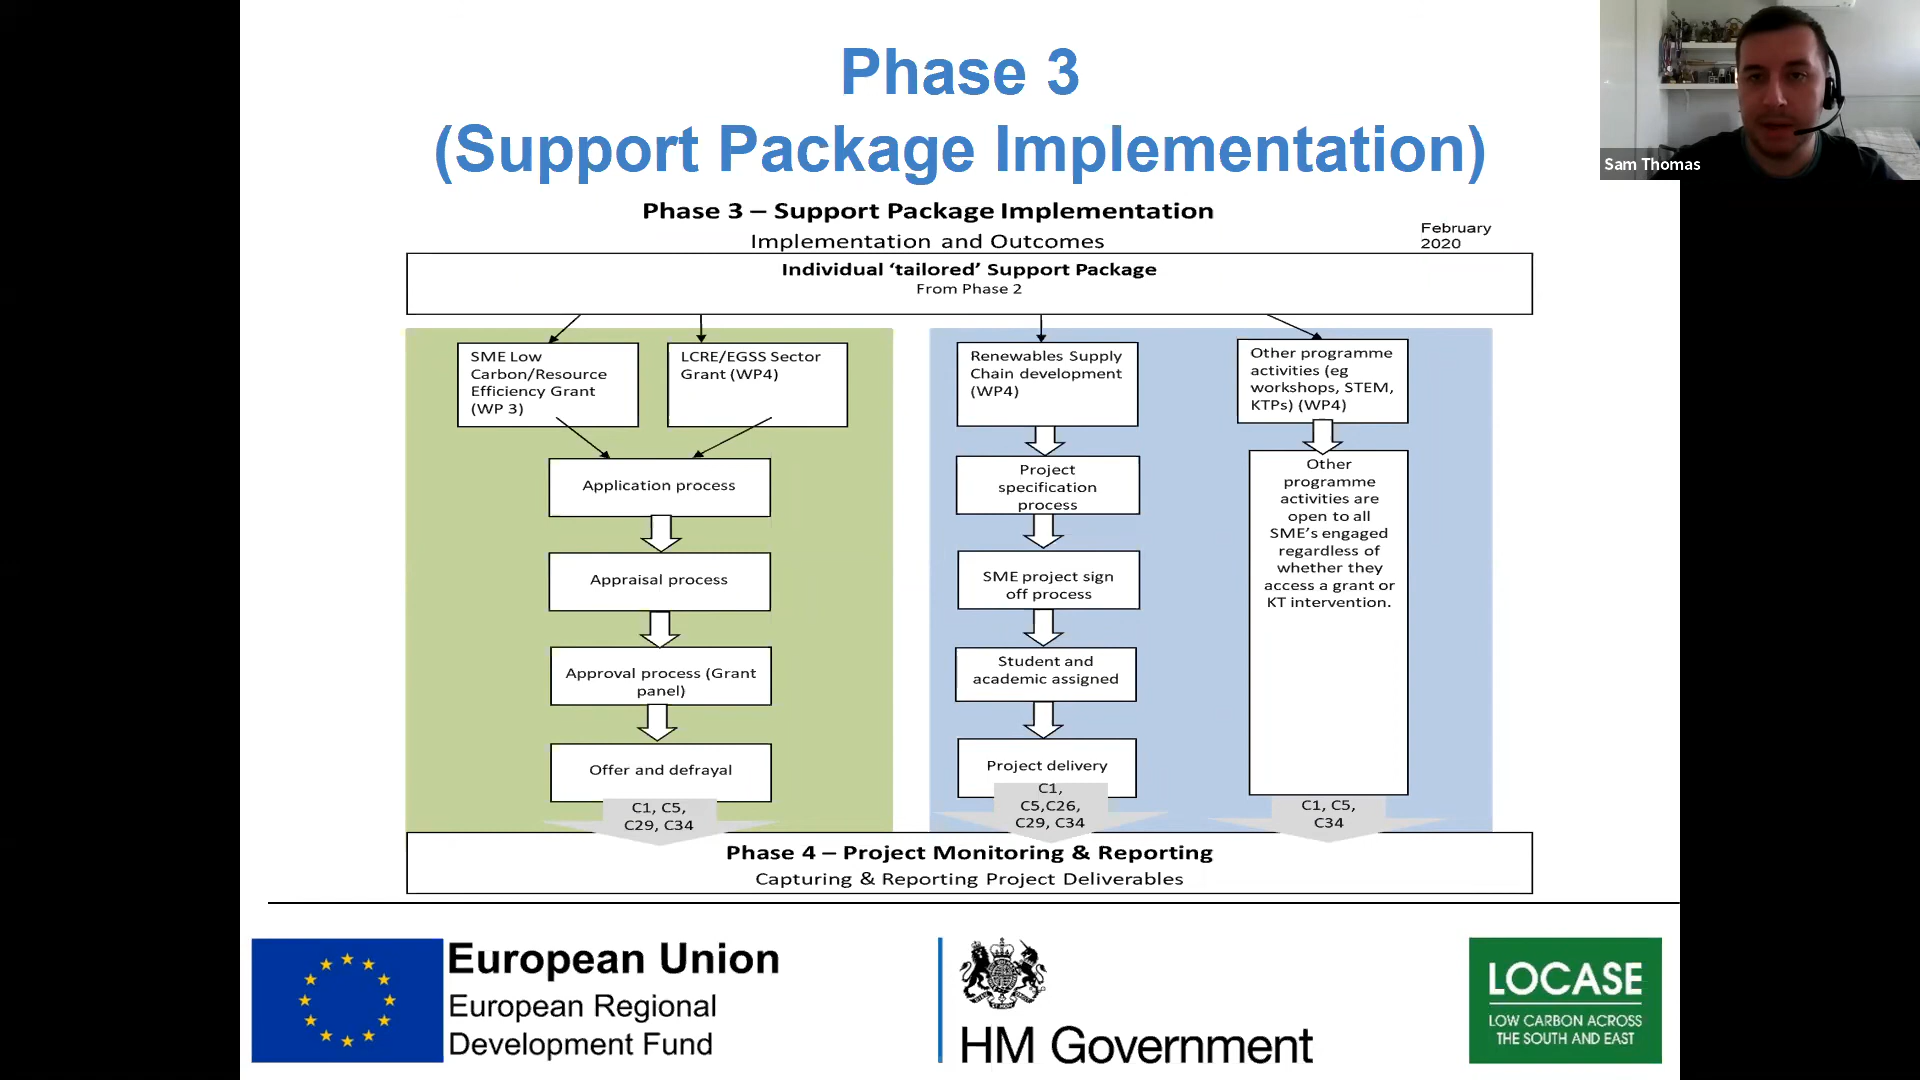 Phase 3
(Support Package Implementation)
Sam Thomas
Phase 3 – Support Package Implementation
Implementation and Outcomes
February
2020
Individual ‘tailored’ Support Package
From Phase 2
SME Low
Carbon/Resource
Efficiency Grant
(WP 3)
LCRE/EGSS Sector
Grant (WP4)
Renewables Supply
Chain development
(WP4)
Other programme
activities (eg
workshops, STEM,
KTPs) (WP4)
Application process
Appraisal process
Approval process (Grant
panel)
Offer and defrayal
C1, C5,
C29, C34
Project
specification
process
SME project sign
off process
Student and
academic assigned
Project delivery
C1,
C5,C26,
C29, C34
Other
programme
activities are
open to all
SME’s engaged
regardless of
whether they
access a grant or
KT intervention.
C1, C5,
C34
Phase 4 – Project Monitoring & Reporting
Capturing & Reporting Project Deliverables
European Union
European Regional
Development Fund
HM Government
LOCASE
LOW CARBON ACROSS
THE SOUTH AND EAST